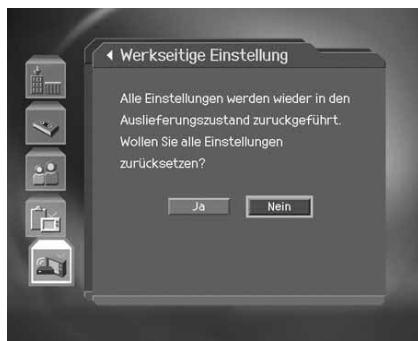 Werkseitige Einstellung
Alle Einstellungen werden wieder in den
Auslieferungszustand zuruckgeführt.
Wollen Sie alle Einstellungen
zurücksetzen?
Ja
Nein